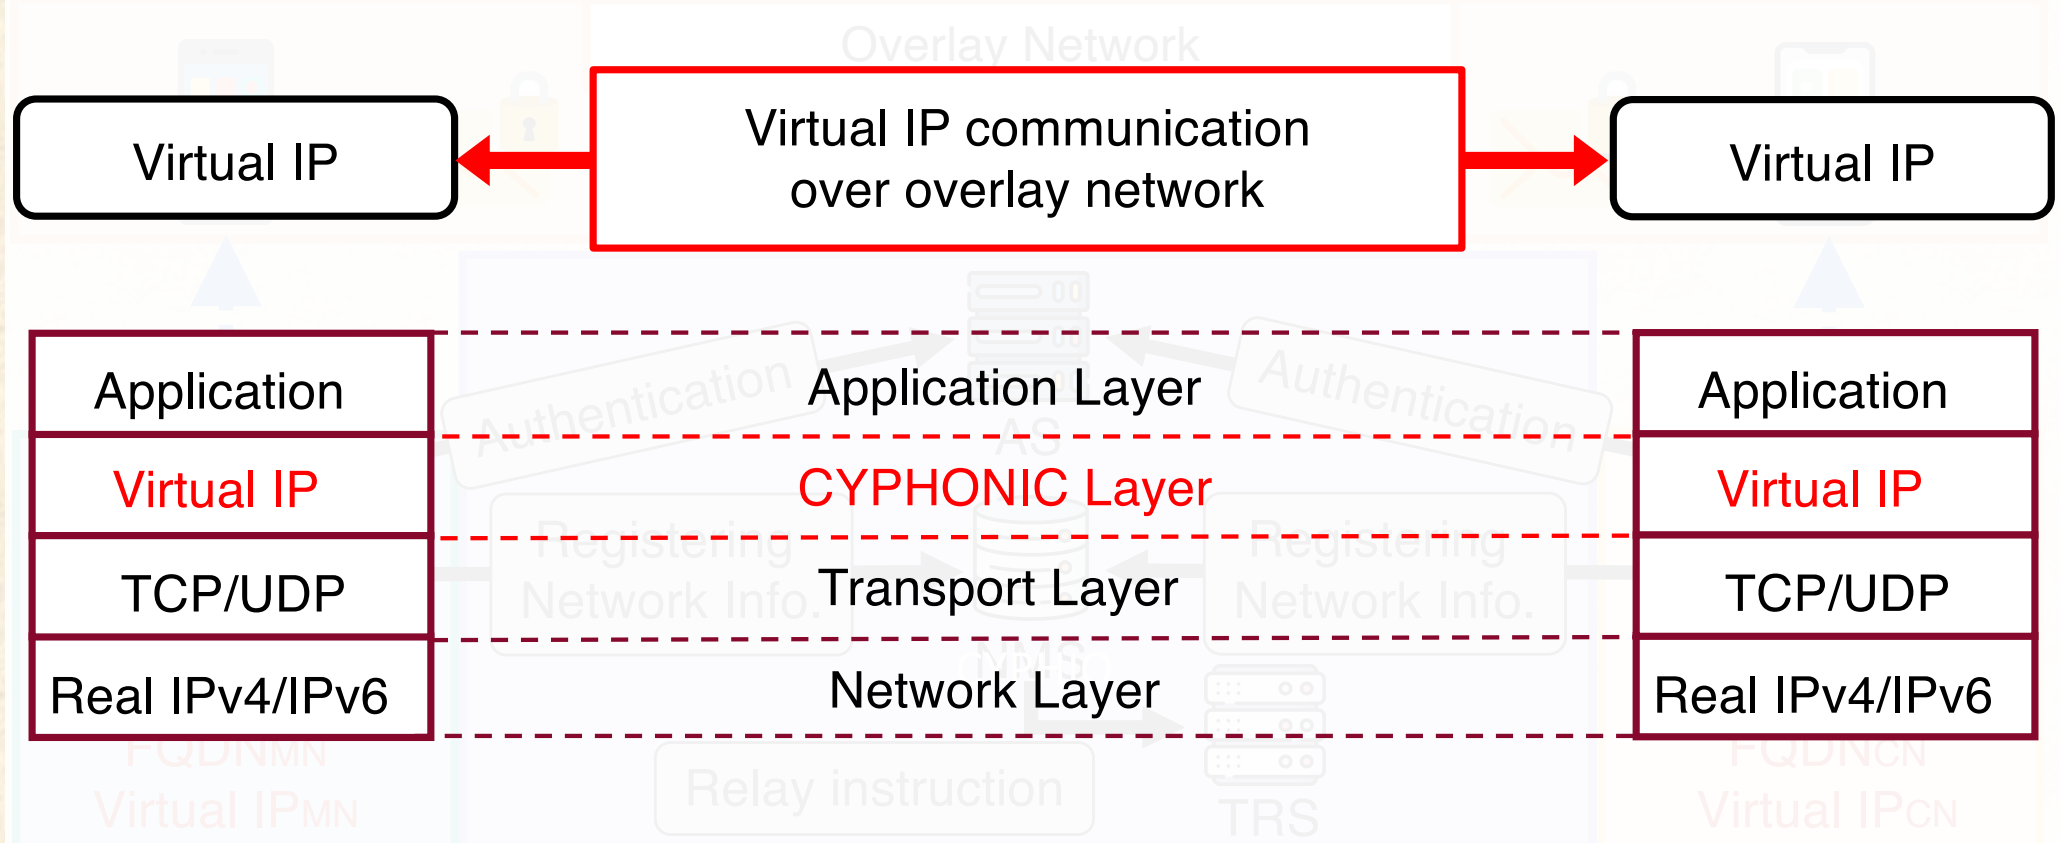 Overlay Network
Virtual IP
Virtual IP communication
over overlay network
Virtual IP
Application
Application Layer
Application
Authentication
Authentication
AS
Virtual IP
CYPHONIC Layer
Virtual IP
Registering
Network Info.
Registering
Network Info.
TCP/UDP
Transport Layer
TCP/UDP
NMS
Real IPv4/IPv6
Network Layer
Real IPv4/IPv6
FQDNMN
Virtual IPMN
Relay instruction
TRS
FQDNCN
Virtual IPCN